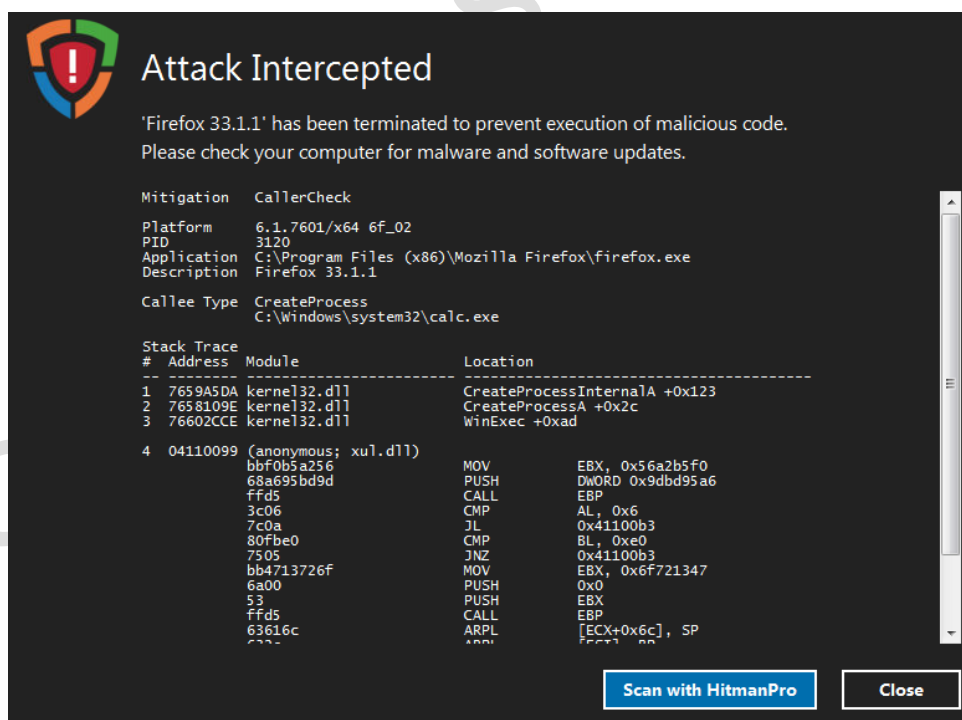 Attack Intercepted
'Firefox 33.1.1' has been terminated to prevent execution of malicious code.
Please check your computer for malware and software updates.
Mitigation CallerCheck
Platform 6.1.7601/x64 6f_02
PID 3120
Application C:\Program Files (x86)\Mozilla Firefox\firefox.exe
Description Firefox 33.1.1
Callee Type CreateProcess
C:\Windows\system32\calc.exe
Stack Trace
# Address Module Location
-- -------- ------------------------ ----------------------------------------
1 7659A5DA kernel32.dll CreateProcessInternalA +0x123
2 7658109E kernel32.dll CreateProcessA +0x2c
3 76602CCE kernel32.dll WinExec +0xad
4 04110099 (anonymous; xul.dll)
bbf0b5a256 MOV EBX, 0x56a2b5f0
68a695bd9d PUSH DWORD 0x9dbd95a6
ffd5 CALL EBP
3c06 CMP AL, 0x6
7c0a JL 0x41100b3
80fbe0 CMP BL, 0xe0
7505 JNZ 0x41100b3
bb4713726f MOV EBX, 0x6f721347
6a00 PUSH 0x0
53 PUSH EBX
ffd5 CALL EBP
63616c ARPL [ECX+0x6c], SP
Scan with HitmanPro
Close